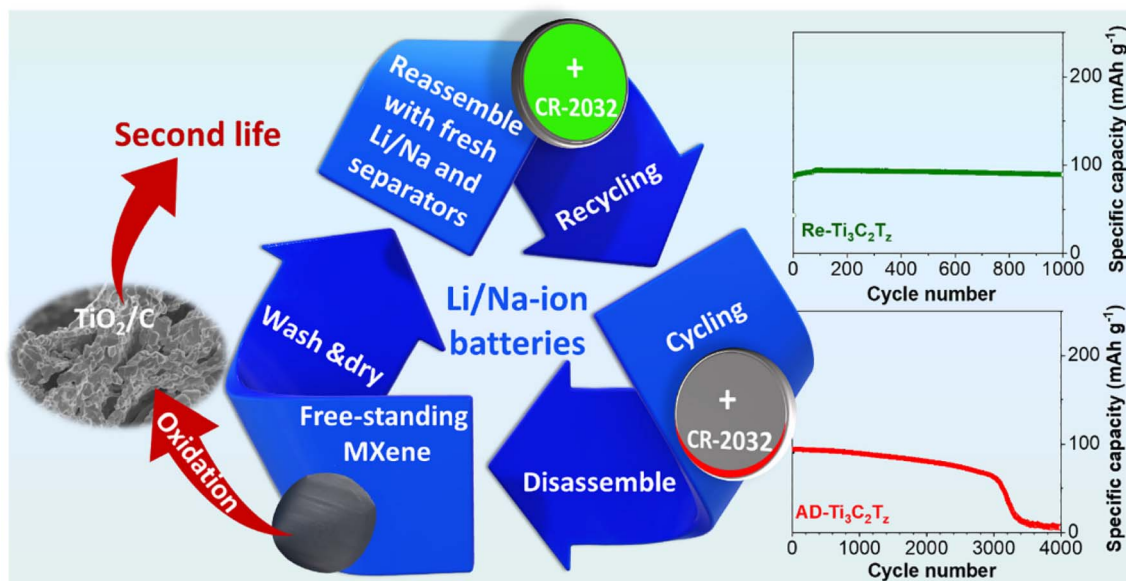 Second life
TiO₂/C
Oxidation
Reassemble
with fresh
Li/Na and
separators
+
CR-2032
Recycling
Li/Na-ion
batteries
Cycling
+
CR-2032
Disassemble
Free-standing
MXene
Wash &dry
200
100
0
Specific capacity (mAh g⁻¹)
Re-Ti₃C₂T𝓏
0 200 400 600 800 1000
Cycle number
200
100
0
Specific capacity (mAh g⁻¹)
AD-Ti₃C₂T𝓏
0 1000 2000 3000 4000
Cycle number